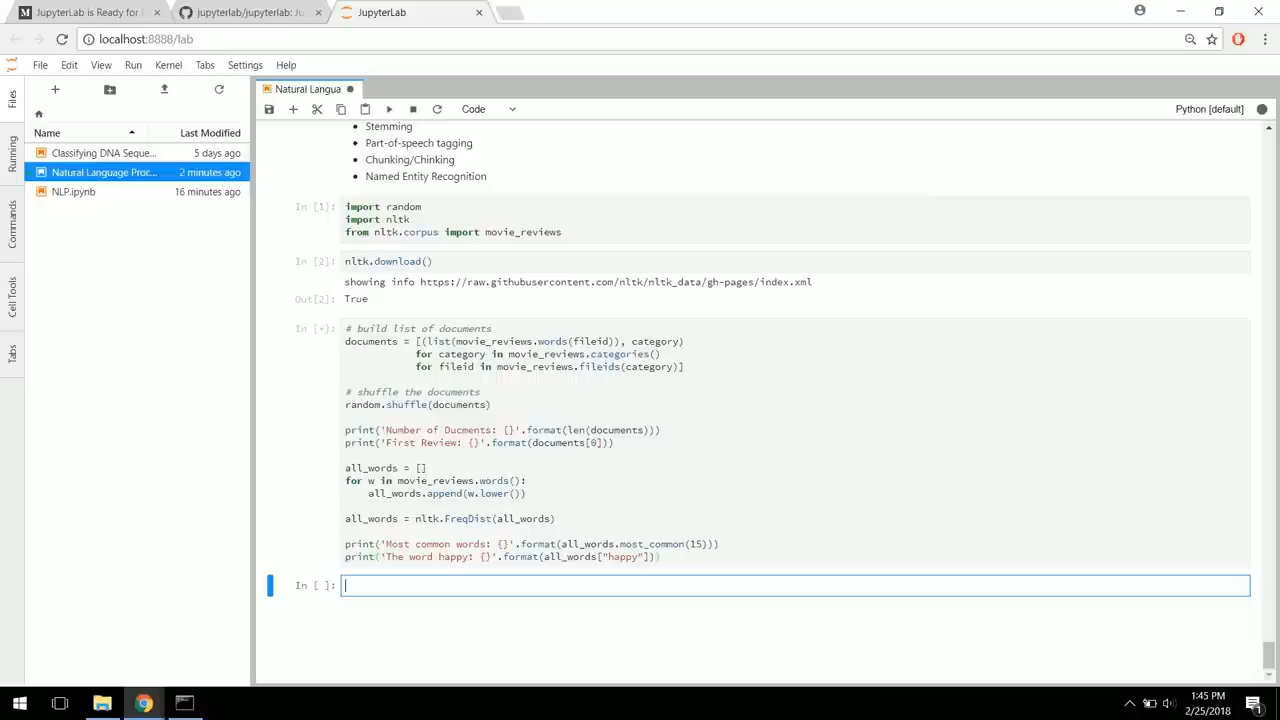 JupyterLab is Ready for
jupyterlab/jupyterlab: Ju
JupyterLab
localhost:8888/lab
File Edit View Run Kernel Tabs Settings Help
Files
Running
Commands
Cell Tools
Tabs
Name Last Modified
Classifying DNA Seque... 5 days ago
Natural Language Proc... 2 minutes ago
NLP.ipynb 16 minutes ago
Natural Langua
Code
Python [default]
• Stemming
• Part-of-speech tagging
• Chunking/Chinking
• Named Entity Recognition
In [1]: import random
import nltk
from nltk.corpus import movie_reviews
In [2]: nltk.download()
showing info https://raw.githubusercontent.com/nltk/nltk_data/gh-pages/index.xml
Out[2]: True
In [*]: # build list of documents
documents = [(list(movie_reviews.words(fileid)), category)
for category in movie_reviews.categories()
for fileid in movie_reviews.fileids(category)]
# shuffle the documents
random.shuffle(documents)
print('Number of Ducments: {}'.format(len(documents)))
print('First Review: {}'.format(documents[0]))
all_words = []
for w in movie_reviews.words():
all_words.append(w.lower())
all_words = nltk.FreqDist(all_words)
print('Most common words: {}'.format(all_words.most_common(15)))
print('The word happy: {}'.format(all_words["happy"]))
In [ ]:
1:45 PM
2/25/2018
1